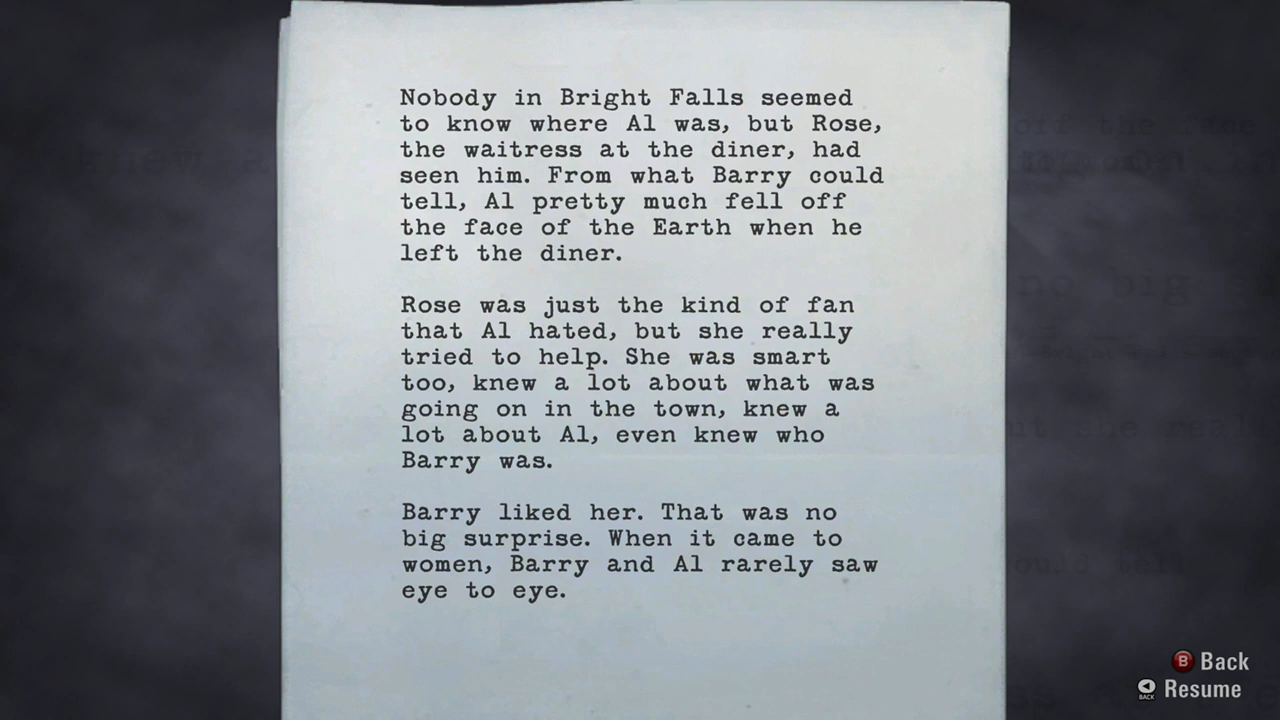 Nobody in Bright Falls seemed
to know where Al was, but Rose,
the waitress at the diner, had
seen him. From what Barry could
tell, Al pretty much fell off
the face of the Earth when he
left the diner.
Rose was just the kind of fan
that Al hated, but she really
tried to help. She was smart
too, knew a lot about what was
going on in the town, knew a
lot about Al, even knew who
Barry was.
Barry liked her. That was no
big surprise. When it came to
women, Barry and Al rarely saw
eye to eye.
B Back
BACK Resume